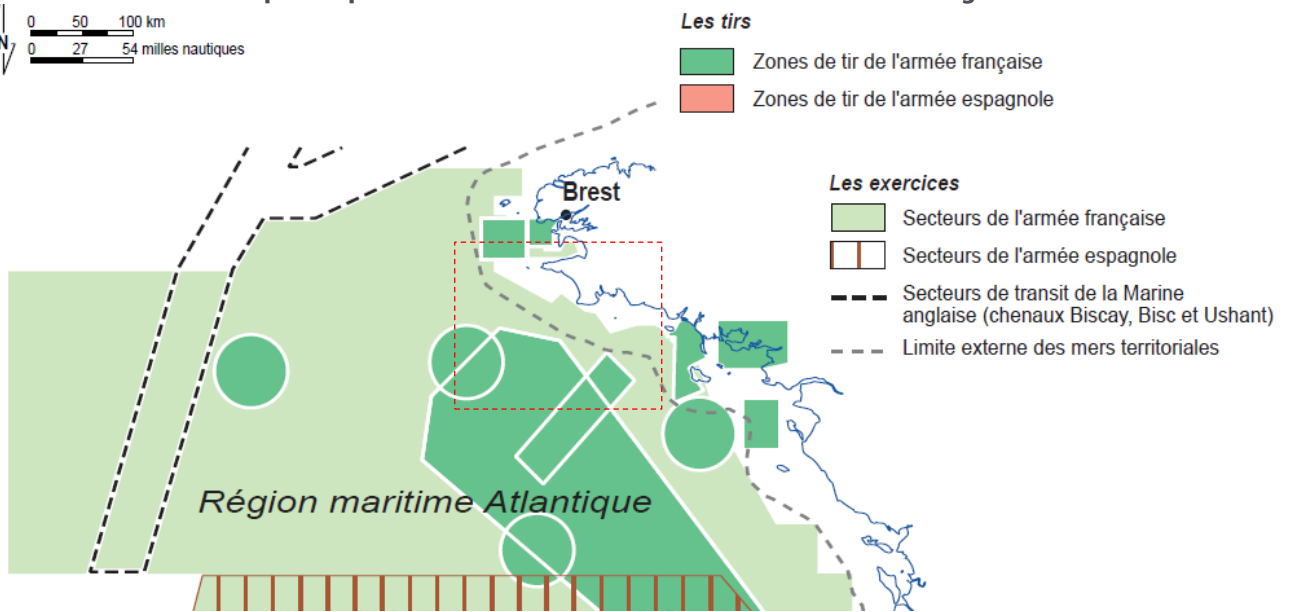 0 50 100 km
0 27 54 milles nautiques
N
Les tirs
Zones de tir de l'armée française
Zones de tir de l'armée espagnole
Les exercices
Secteurs de l'armée française
Secteurs de l'armée espagnole
Secteurs de transit de la Marine
anglaise (chenaux Biscay, Bisc et Ushant)
Limite externe des mers territoriales
Brest
Région maritime Atlantique